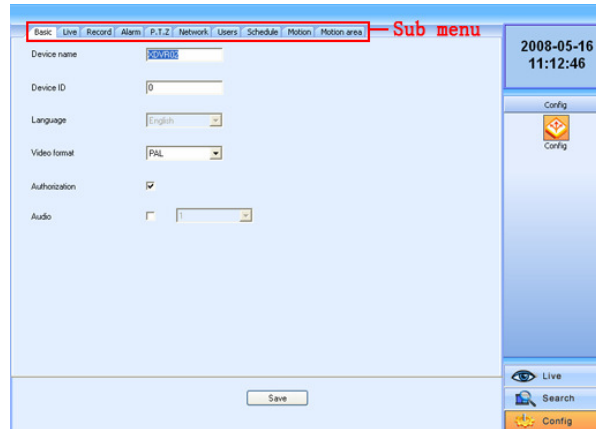 Basic Live Record Alarm P.T.Z Network Users Schedule Motion Motion area Sub menu
Device name XDVR02
Device ID 0
Language English
Video format PAL
Authorization
Audio 1
Save
2008-05-16
11:12:46
Config
Config
Live
Search
Config